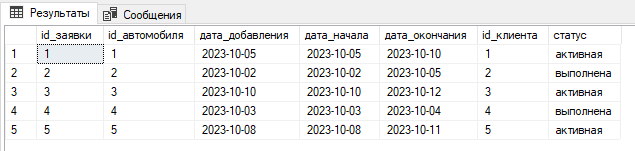 Результаты Сообщения
id_заявки id_автомобиля дата_добавления дата_начала дата_окончания id_клиента статус
1 1 1 2023-10-05 2023-10-05 2023-10-10 1 активная
2 2 2 2023-10-02 2023-10-02 2023-10-05 2 выполнена
3 3 3 2023-10-10 2023-10-10 2023-10-12 3 активная
4 4 4 2023-10-03 2023-10-03 2023-10-04 4 выполнена
5 5 5 2023-10-08 2023-10-08 2023-10-11 5 активная